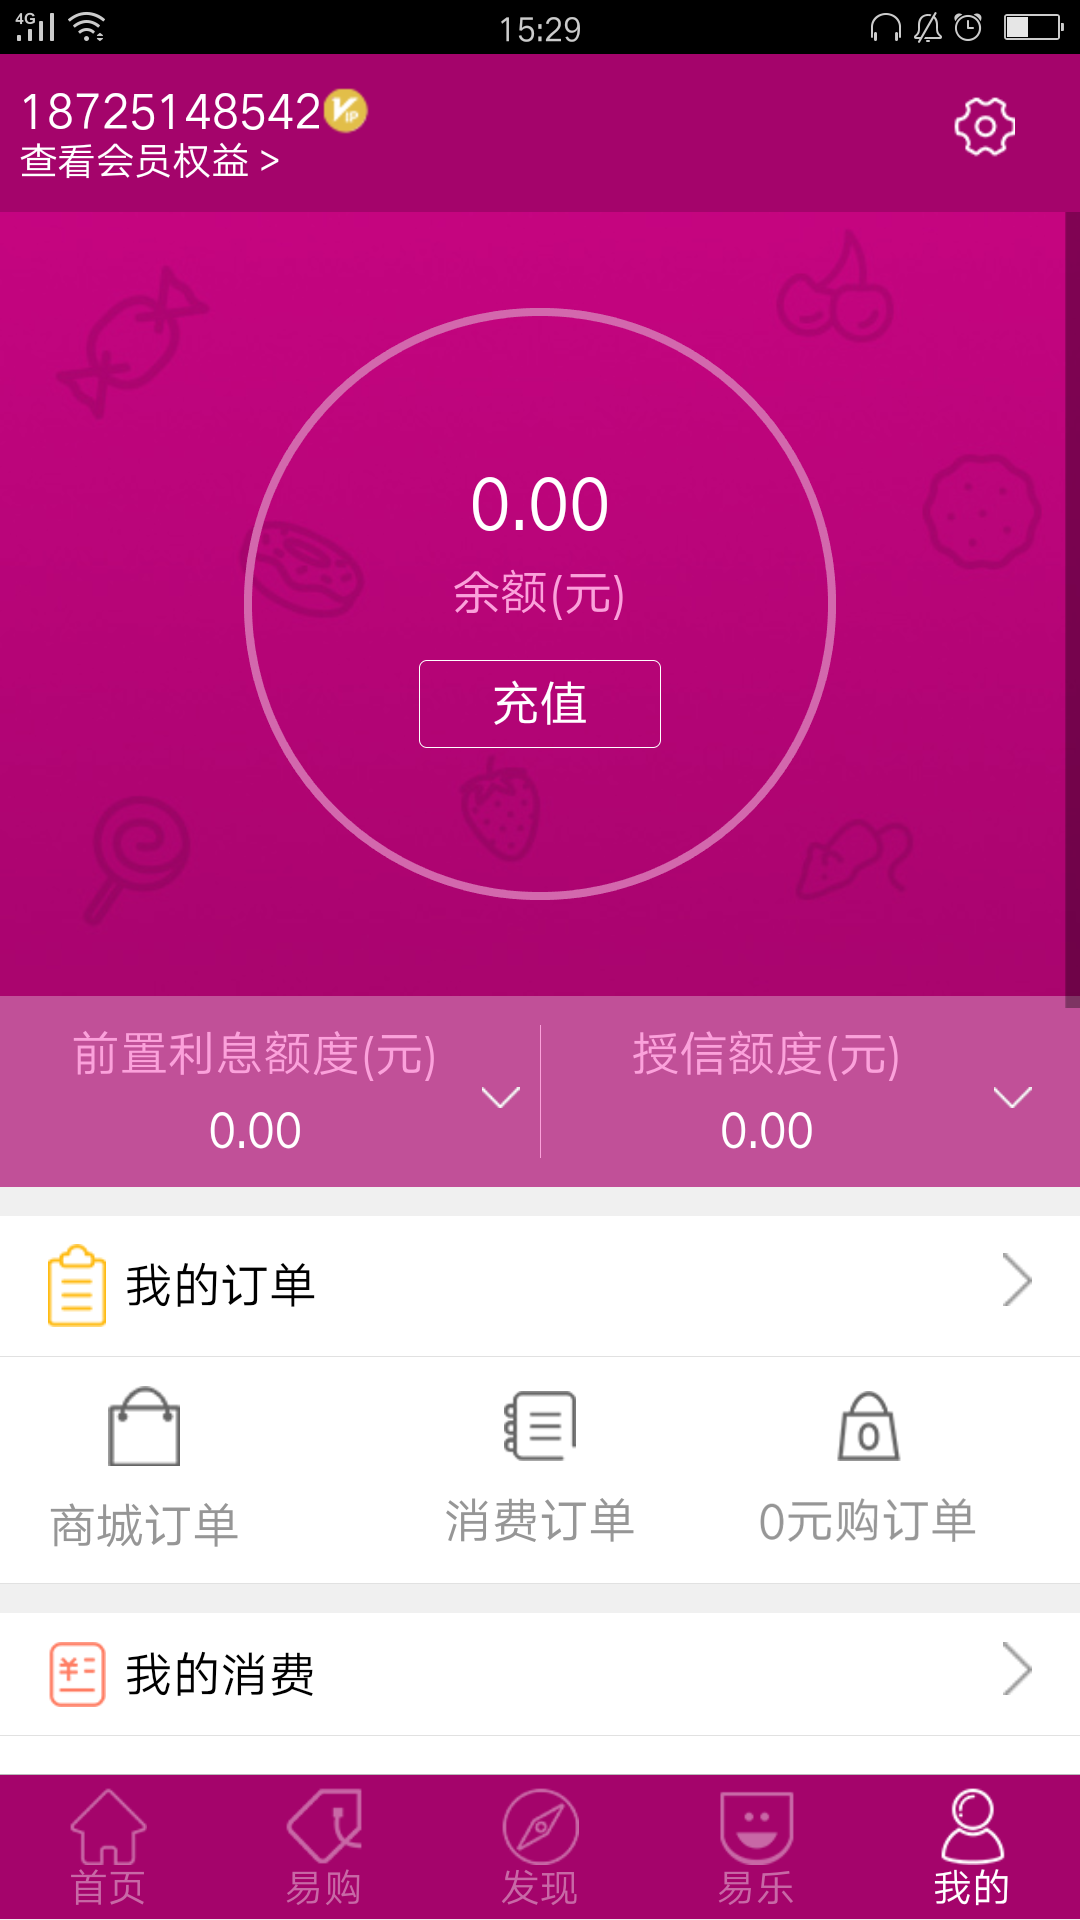 4G 15:29
18725148542 VIP
查看会员权益 >
0.00
余额(元)
充值
前置利息额度(元) 授信额度(元)
0.00 0.00
我的订单
0
商城订单 消费订单 0元购订单
¥ 我的消费
首页 易购 发现 易乐 我的